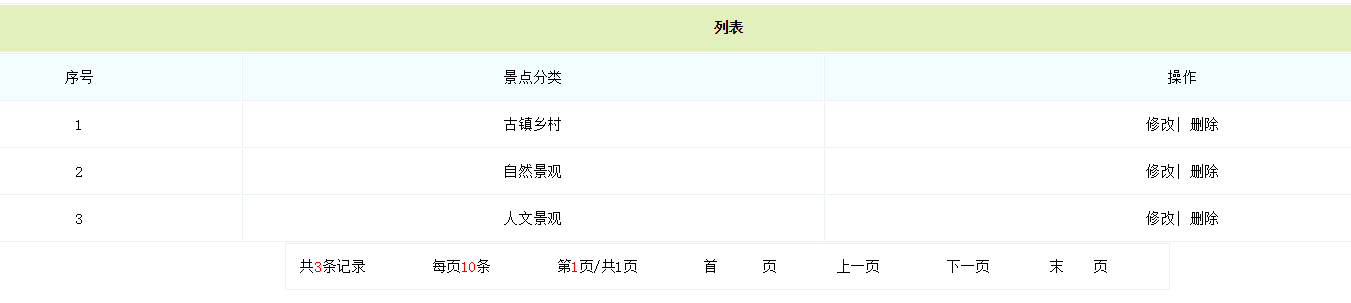 列表
序号 景点分类 操作
1 古镇乡村 修改| 删除
2 自然景观 修改| 删除
3 人文景观 修改| 删除
共3条记录 每页10条 第1页/共1页 首 页 上一页 下一页 末 页